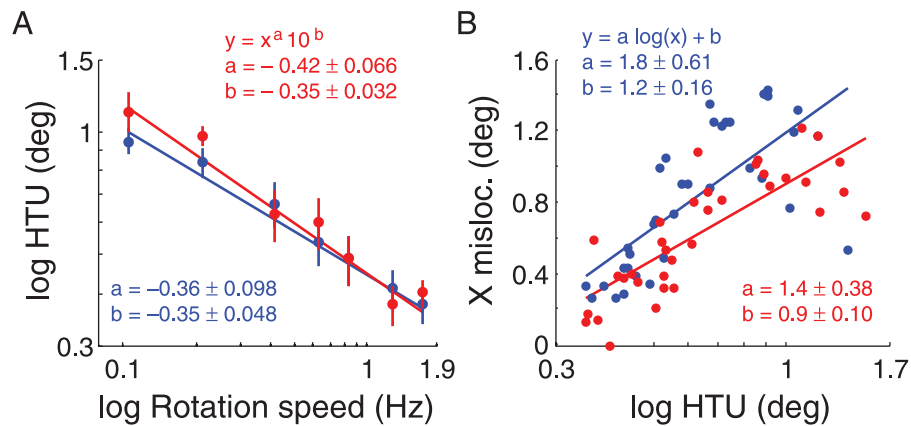 A
y = xᵃ10ᵇ
a = − 0.42 ± 0.066
b = − 0.35 ± 0.032
a = −0.36 ± 0.098
b = −0.35 ± 0.048
1.5
1
0.3
log HTU (deg)
0.1
1
1.9
log Rotation speed (Hz)
B
y = a log(x) + b
a = 1.8 ± 0.61
b = 1.2 ± 0.16
a = 1.4 ± 0.38
b = 0.9 ± 0.10
1.6
1.2
0.8
0.4
0
X misloc. (deg)
0.3
1
1.7
log HTU (deg)